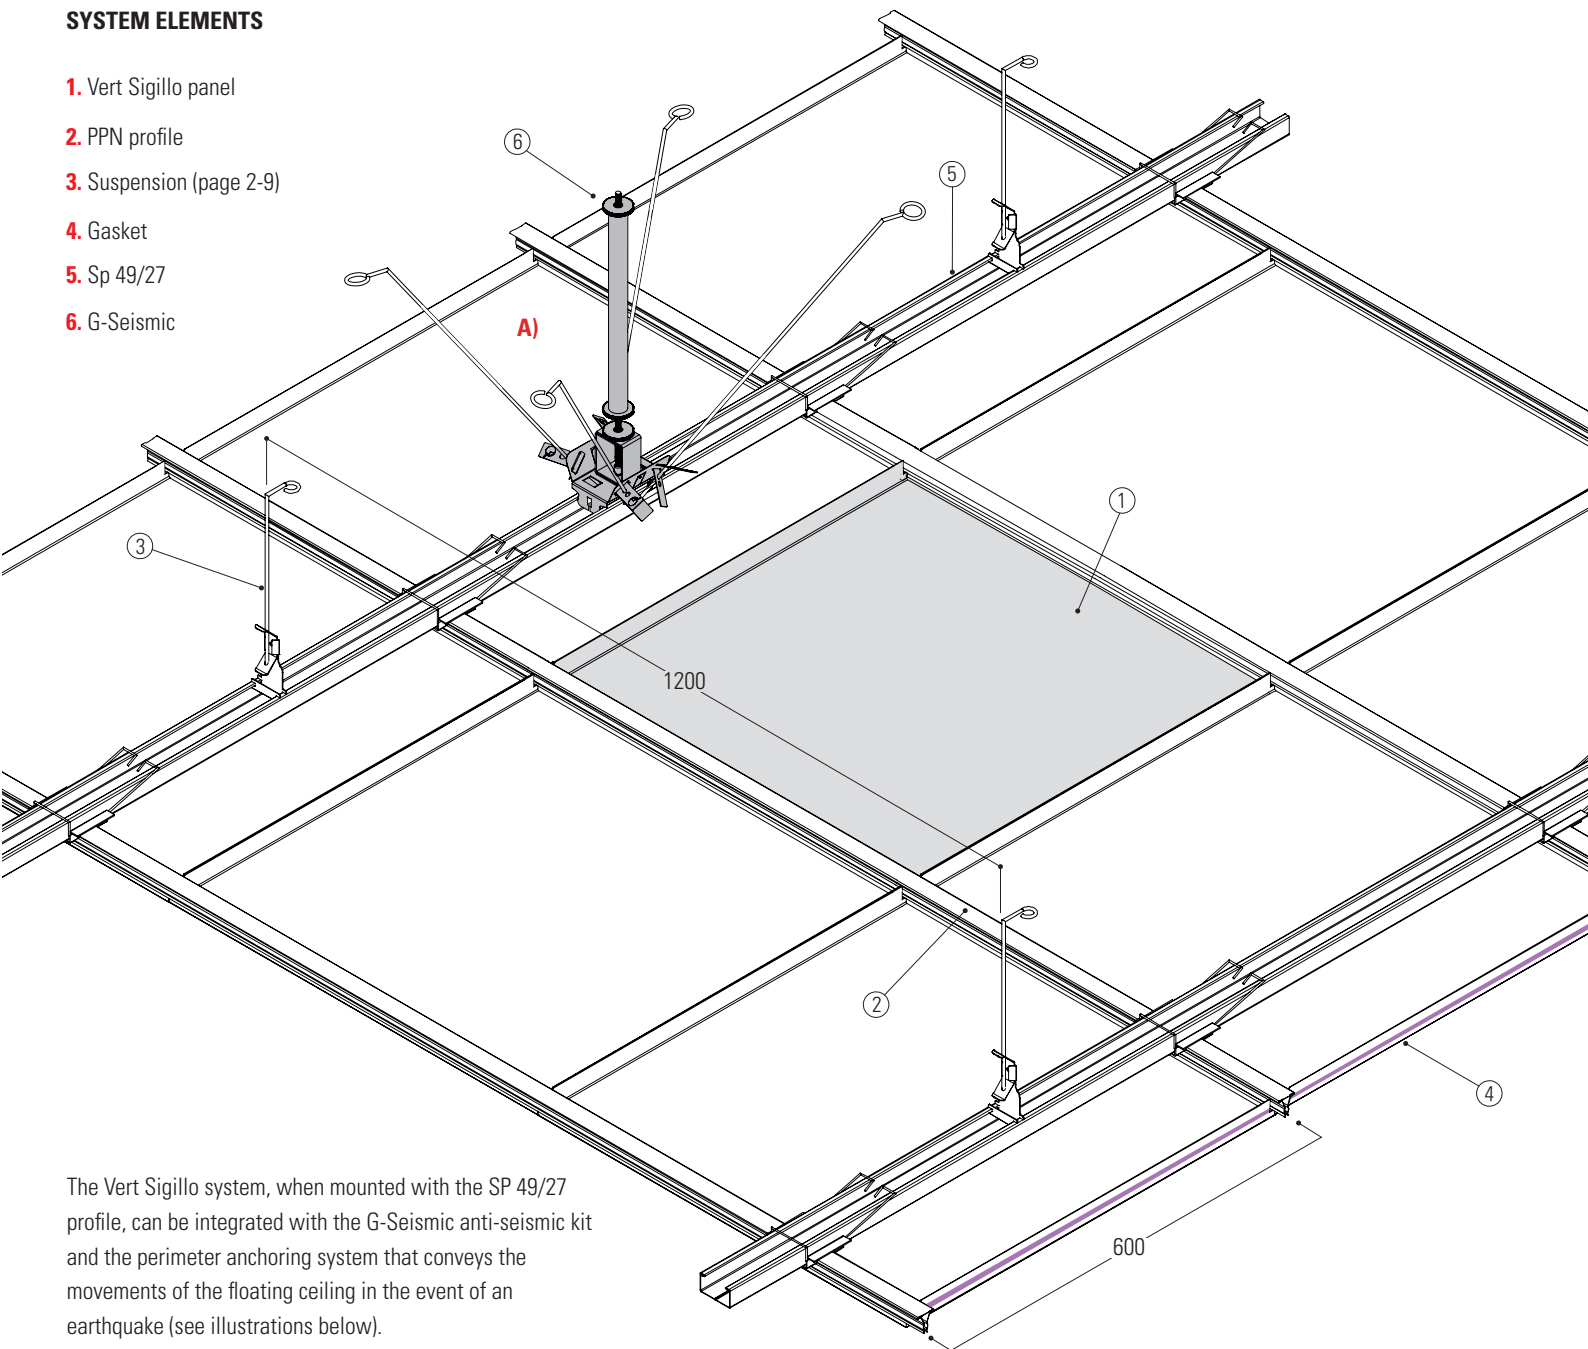 SYSTEM ELEMENTS
1. Vert Sigillo panel
2. PPN profile
3. Suspension (page 2-9)
4. Gasket
5. Sp 49/27
6. G-Seismic
6
5
A)
1
3
1200
2
4
600
The Vert Sigillo system, when mounted with the SP 49/27
profile, can be integrated with the G-Seismic anti-seismic kit
and the perimeter anchoring system that conveys the
movements of the floating ceiling in the event of an
earthquake (see illustrations below).